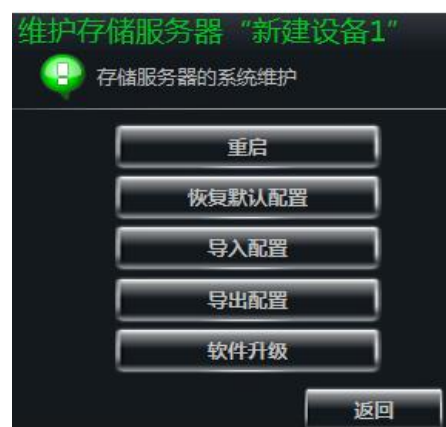 维护存储服务器“新建设备1”
存储服务器的系统维护
重启
恢复默认配置
导入配置
导出配置
软件升级
返回